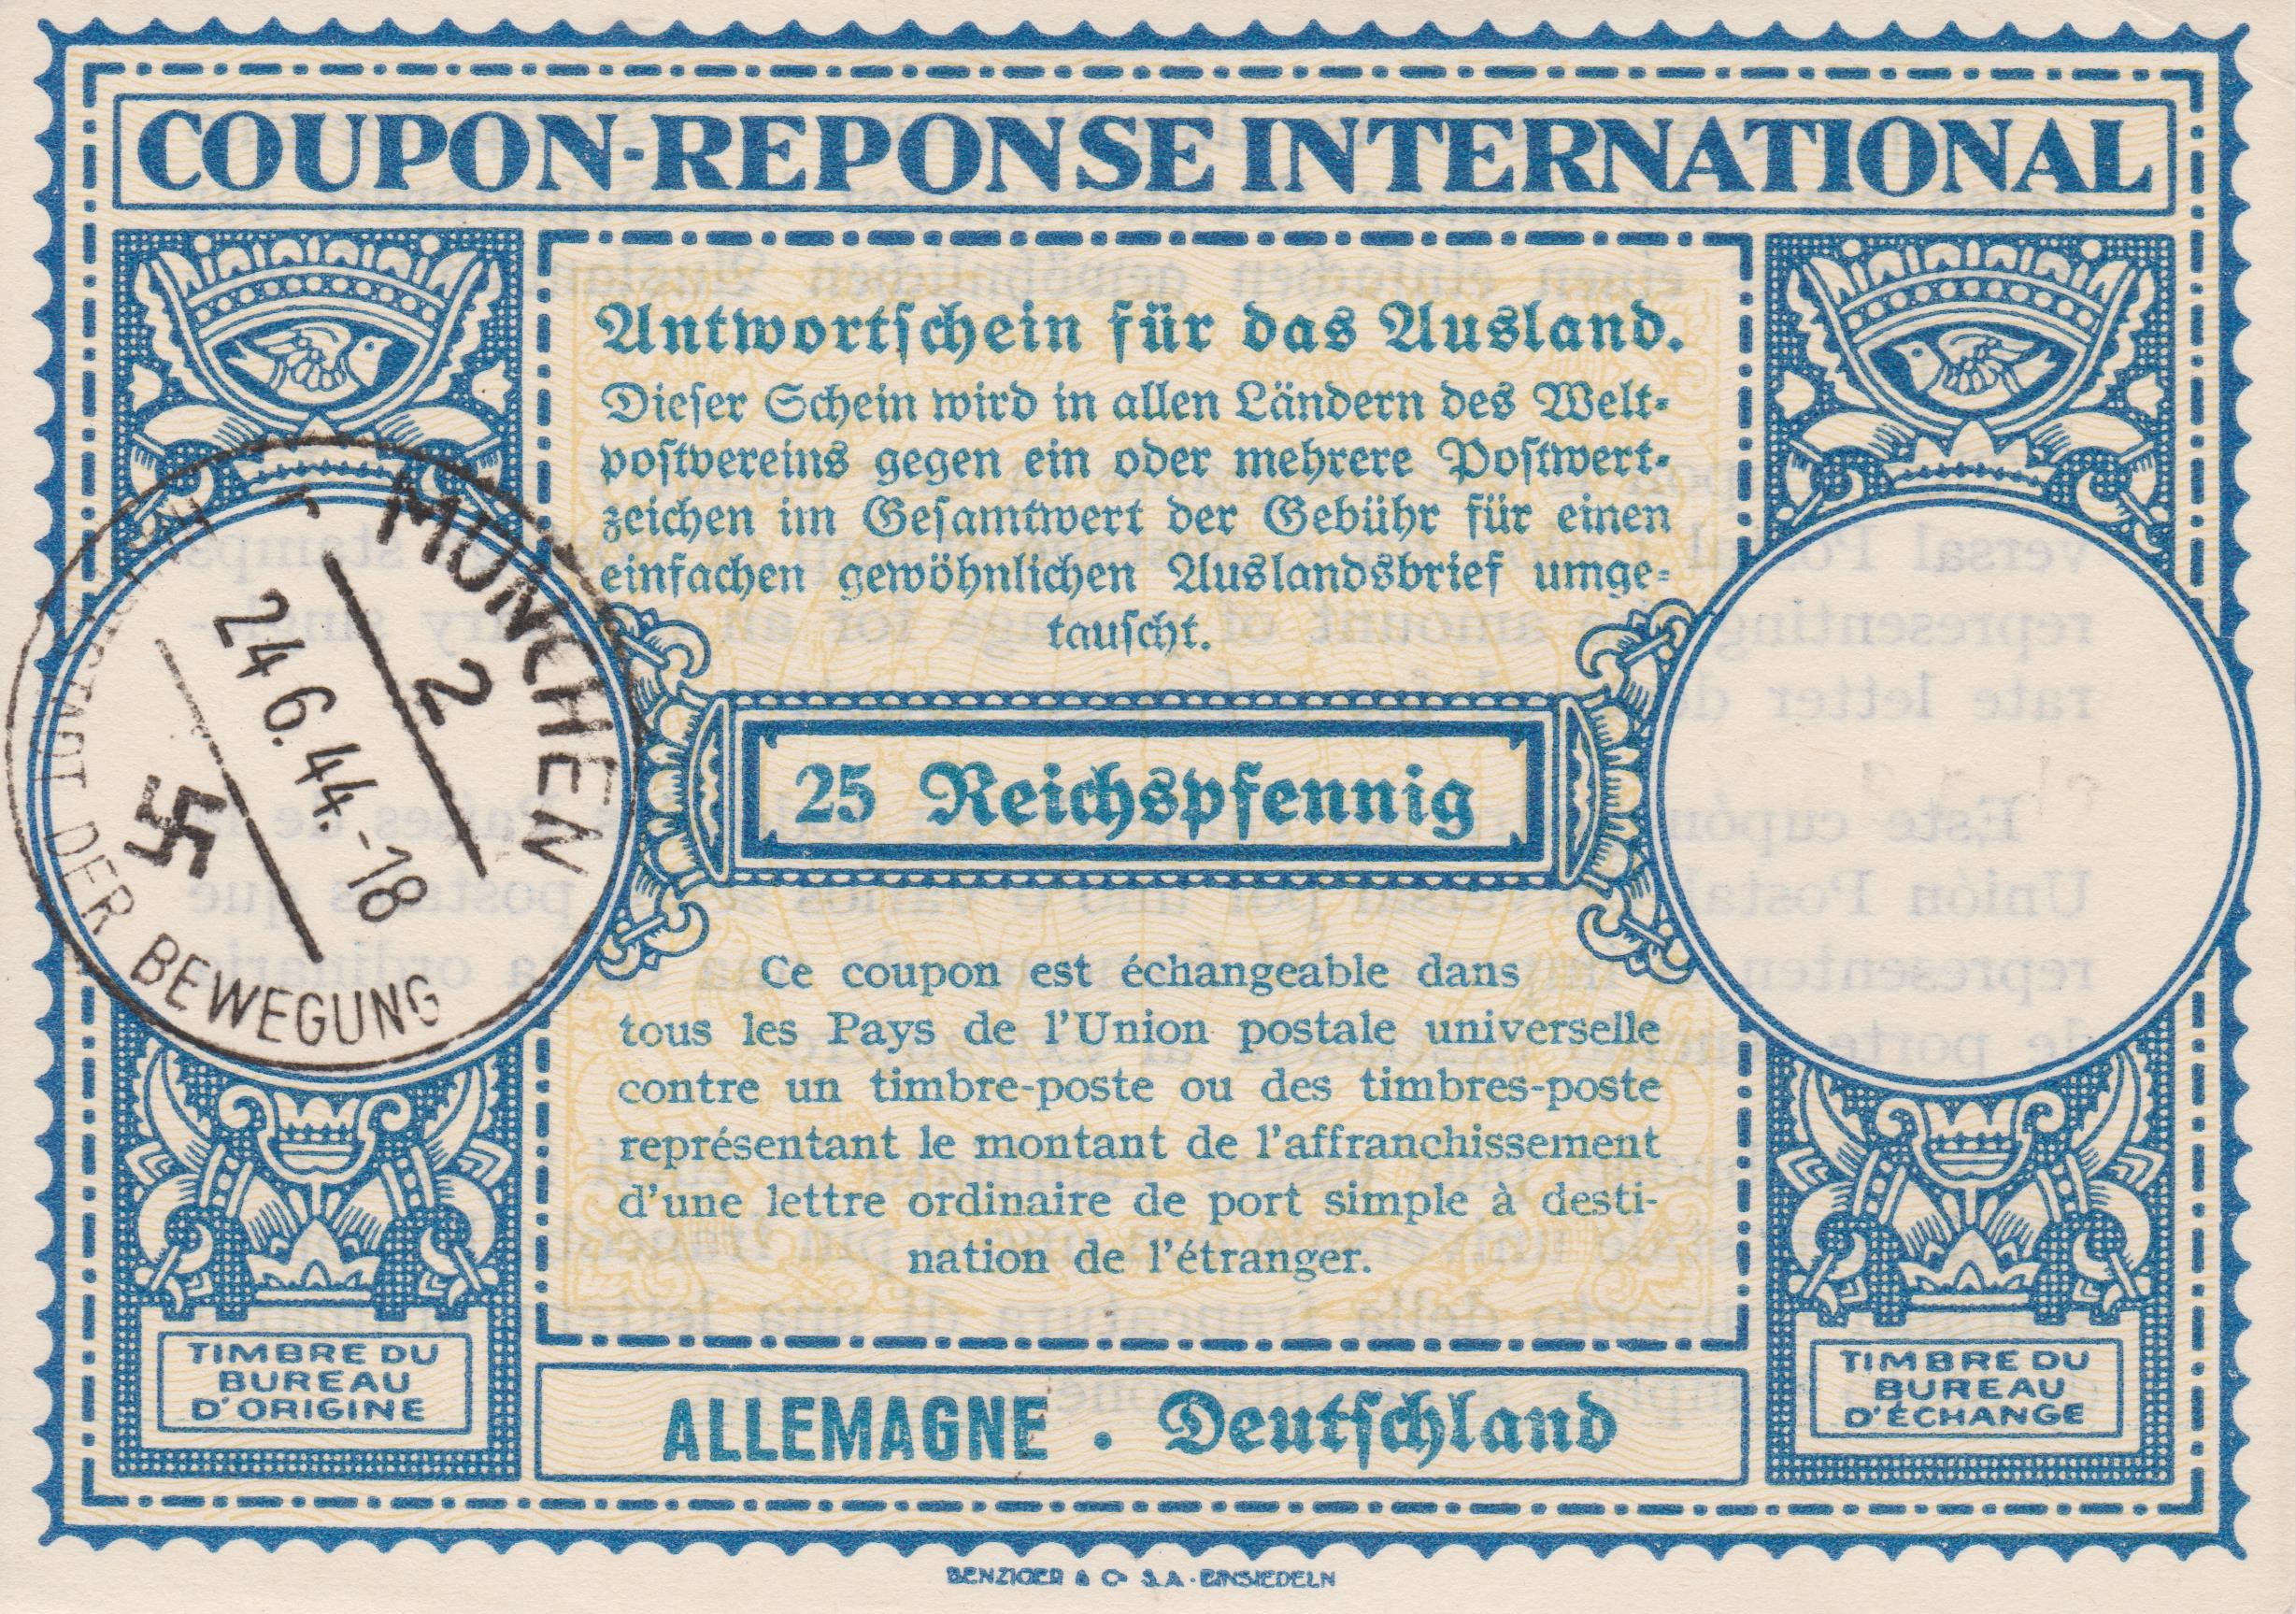 COUPON-REPONSE INTERNATIONAL
Antwortschein für das Ausland.
Dieser Schein wird in allen Ländern des Welt-
postvereins gegen ein oder mehrere Postwert-
zeichen im Gesamtwert der Gebühr für einen
einfachen gewöhnlichen Auslandsbrief umge-
tauscht.
25 Reichspfennig
Ce coupon est échangeable dans
tous les Pays de l'Union postale universelle
contre un timbre-poste ou des timbres-poste
représentant le montant de l'affranchissement
d'une lettre ordinaire de port simple à desti-
nation de l'étranger.
MÜNCHEN
2
24.6.44.-18
DER BEWEGUNG
TIMBRE DU
BUREAU
D'ORIGINE
ALLEMAGNE . Deutschland
TIMBRE DU
BUREAU
D'ÉCHANGE
BENZIGER & Co S.A. - EINSIEDELN